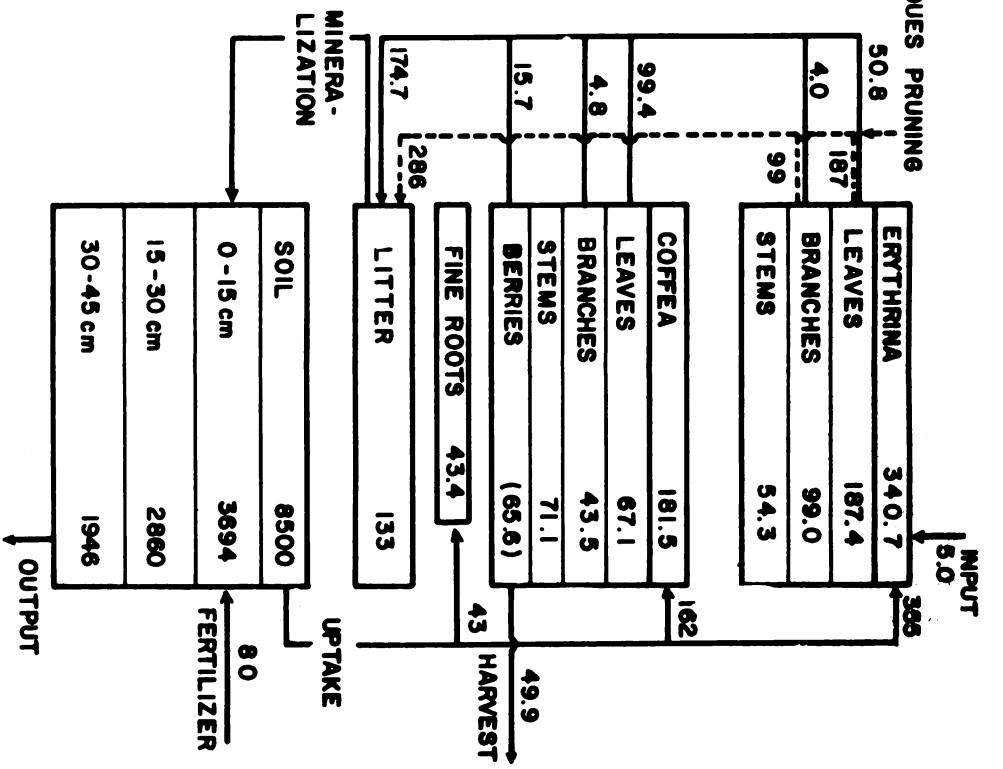 DUES PRUNING
INPUT
5.0
50.8
187
ERYTHRINA 340.7
LEAVES 187.4
4.0
99
BRANCHES 99.0
STEMS 54.3
99.4
COFFEA 181.5
162
LEAVES 67.1
4.8
BRANCHES 43.5
STEMS 71.1
15.7
BERRIES (65.6)
49.9
HARVEST
FINE ROOTS 43.4
43
286
174.7
LITTER 133
MINERA-
LIZATION
UPTAKE
SOIL 8500
0-15 cm 3694
80
FERTILIZER
15-30 cm 2860
30-45 cm 1946
OUTPUT